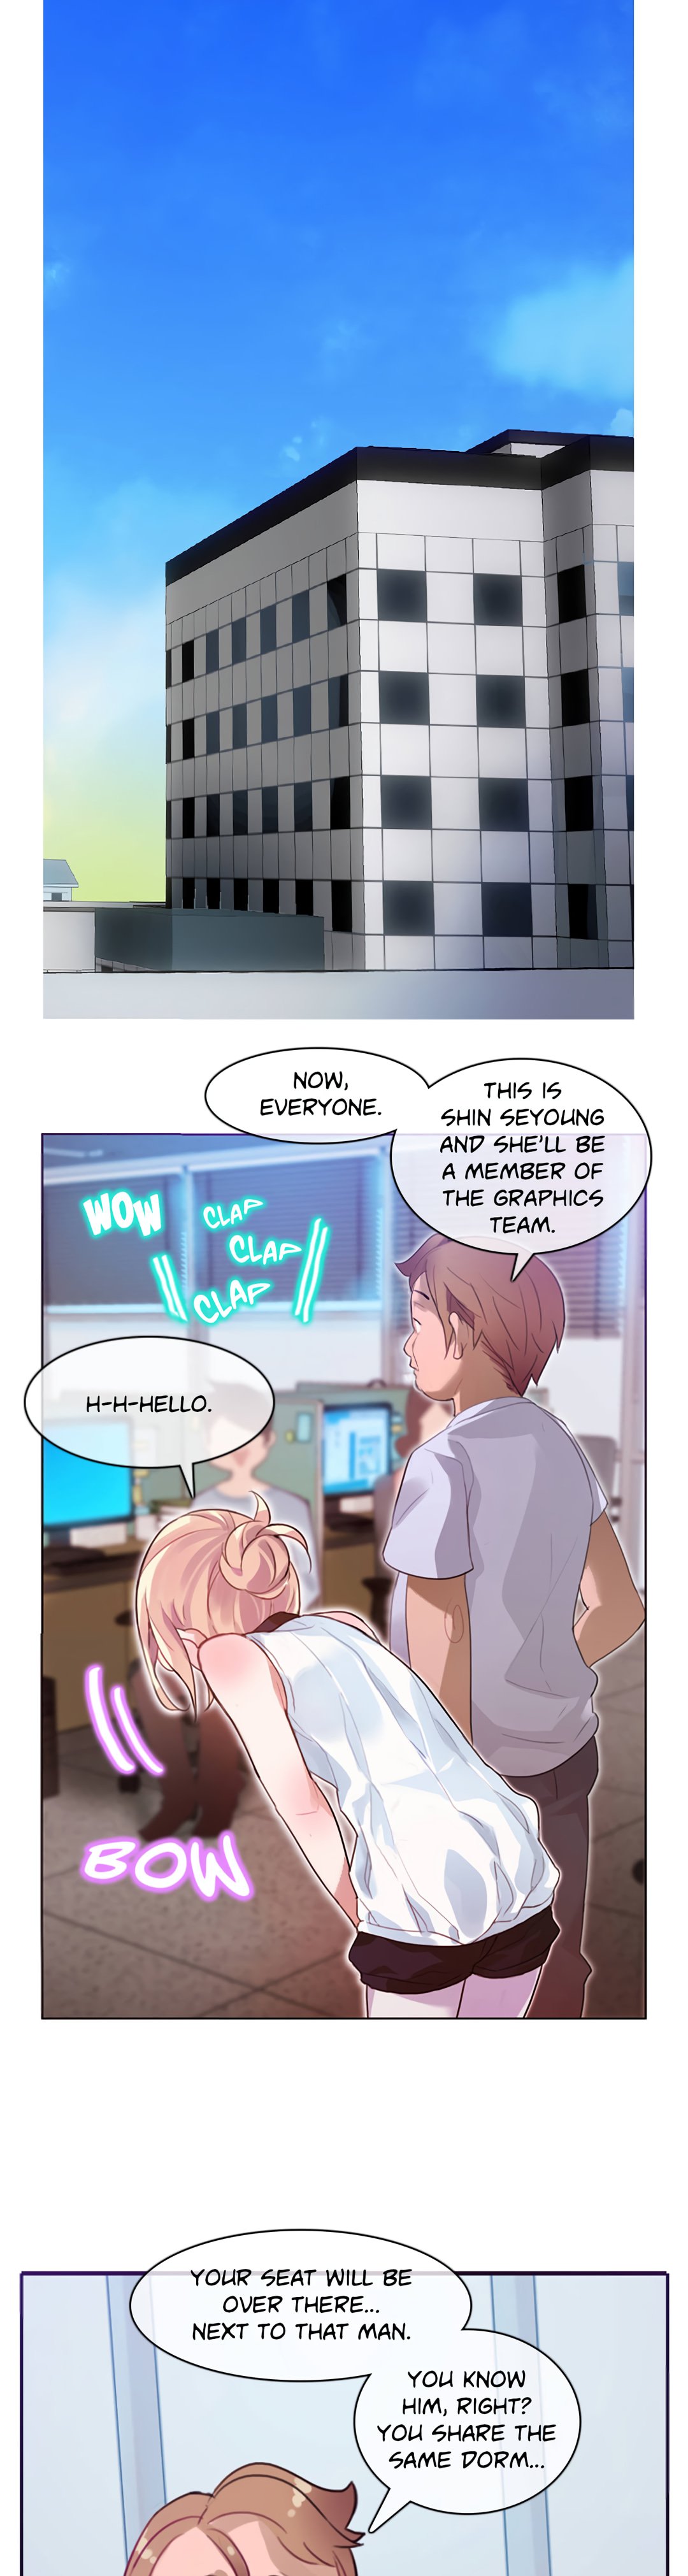 NOW,
EVERYONE.
THIS IS
SHIN SEYOUNG
AND SHE'LL BE
A MEMBER OF
THE GRAPHICS
TEAM.
WOW
CLAP
CLAP
CLAP
H-H-HELLO.
BOW
YOUR SEAT WILL BE
OVER THERE...
NEXT TO THAT MAN.
YOU KNOW
HIM, RIGHT?
YOU SHARE THE
SAME DORM...